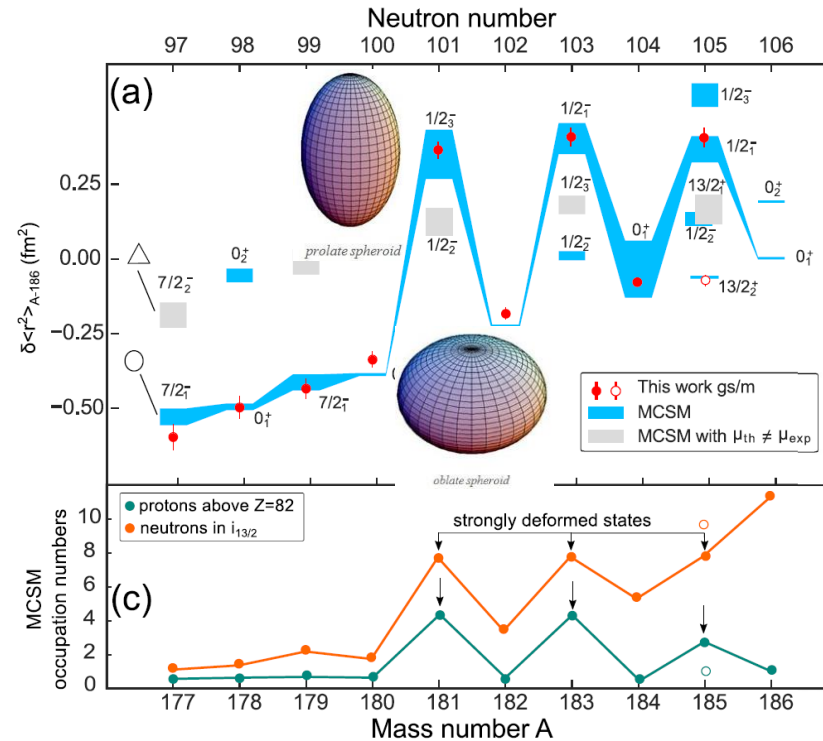 Neutron number
97 98 99 100 101 102 103 104 105 106
(a)
1/2₃⁻
1/2₁⁻
1/2₃⁻
1/2₁⁻
0.25
0.00
−0.25
−0.50
δ<r²>A-186 (fm²)
7/2₂⁻
0₂⁺
prolate spheroid
1/2₂⁻
1/2₃⁻
1/2₂⁻
0₁⁺
13/2₁⁺
1/2₂⁻
13/2₂⁺
0₂⁺
0₁⁺
7/2₁⁻
0₁⁺
7/2₁⁻
This work gs/m
MCSM
MCSM with μth ≠ μexp
oblate spheroid
protons above Z=82
neutrons in i13/2
strongly deformed states
(c)
10
8
6
4
2
0
MCSM
occupation numbers
177 178 179 180 181 182 183 184 185 186
Mass number A